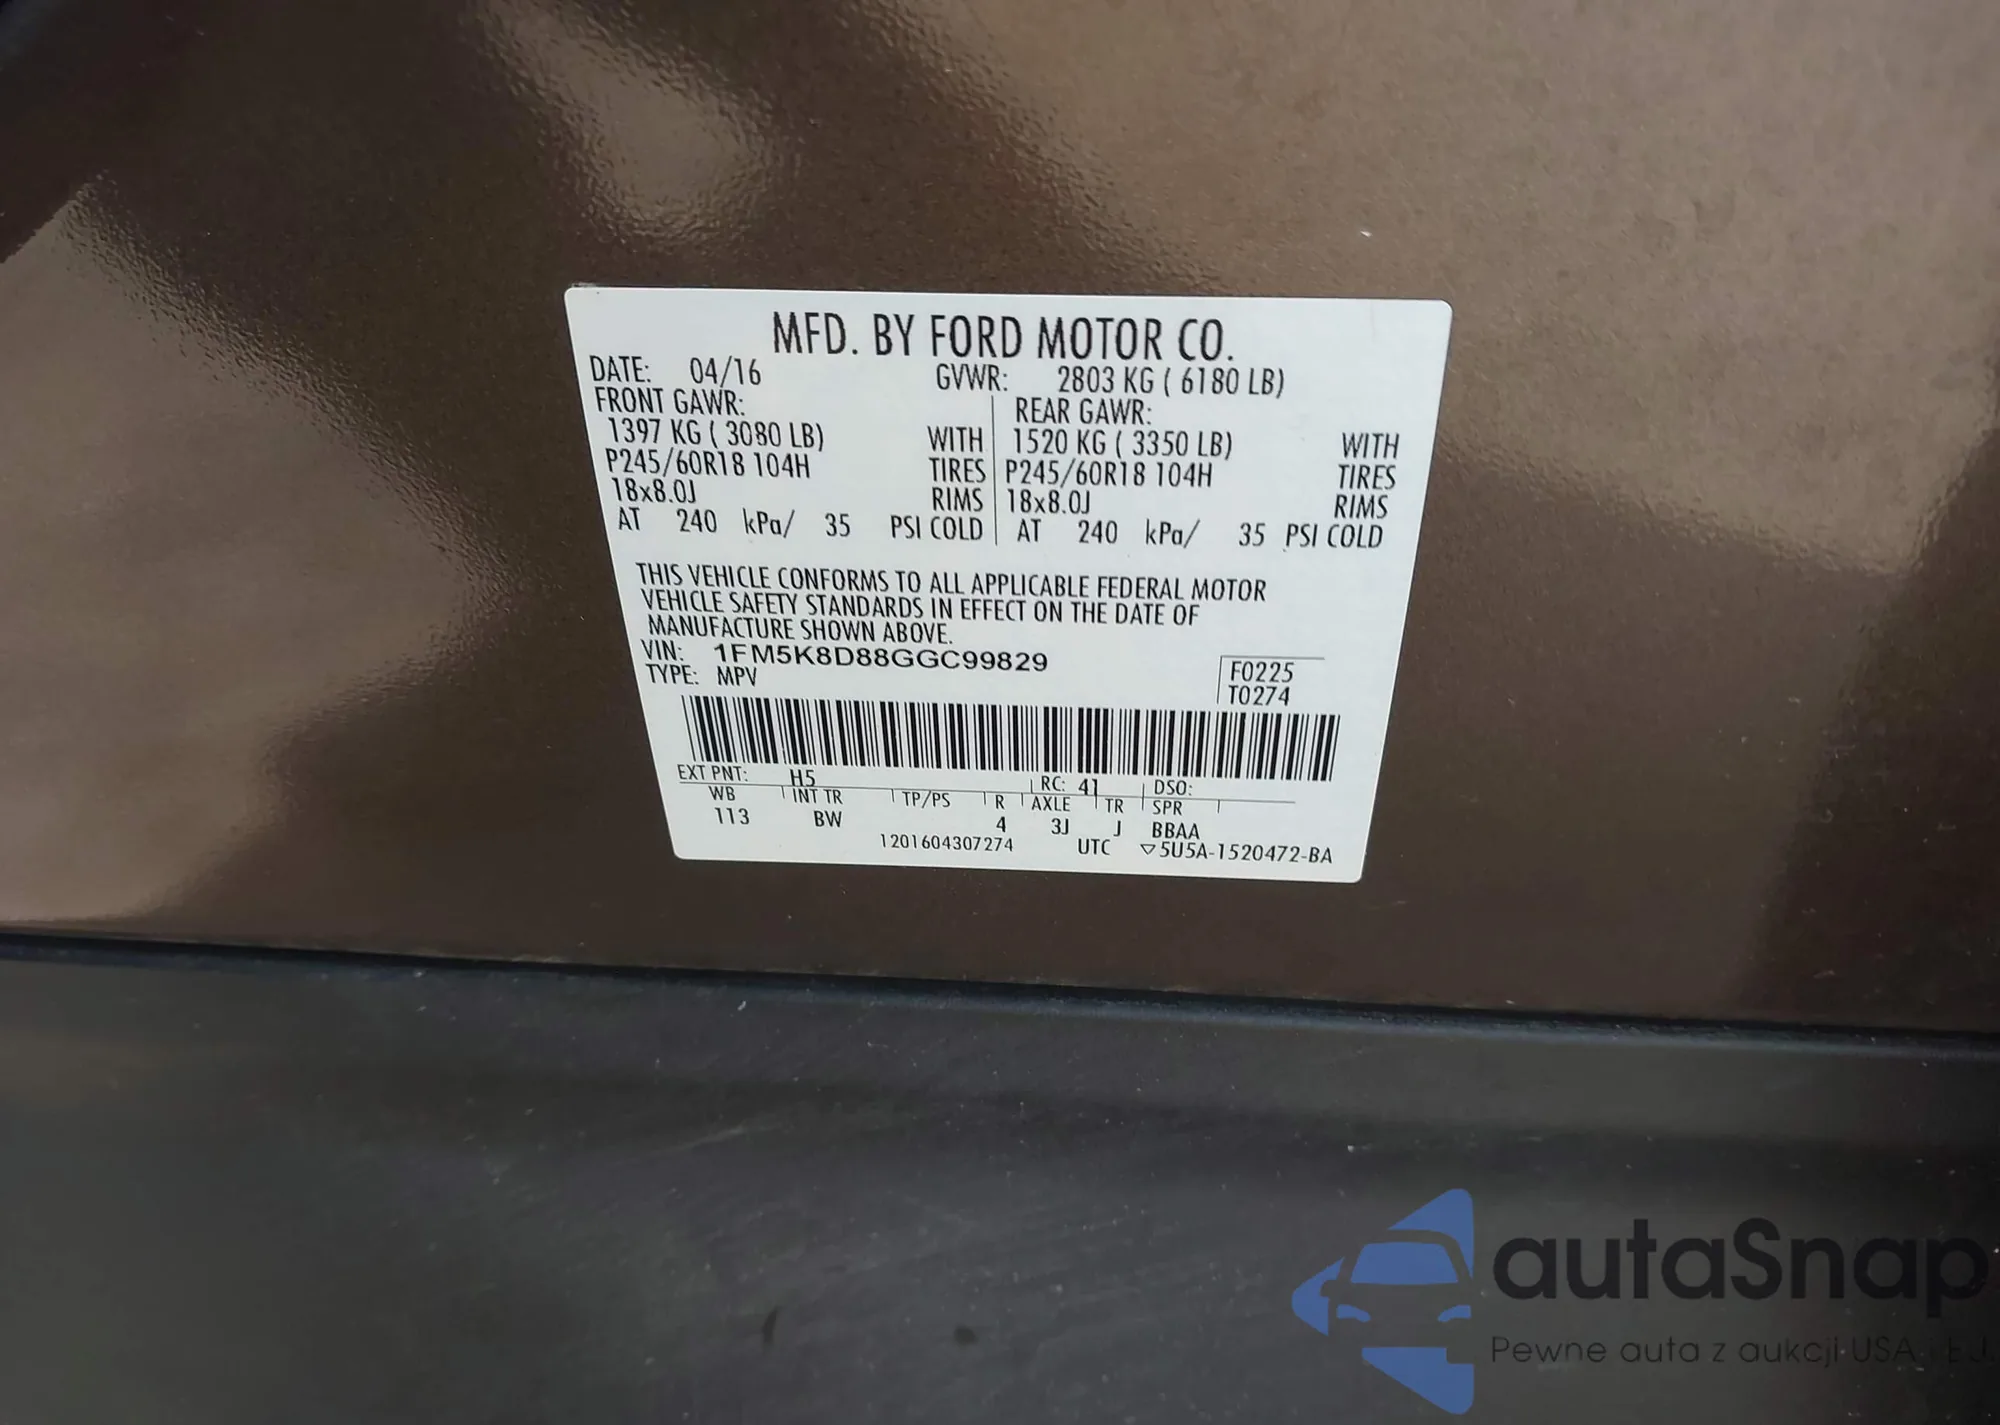 MFD. BY FORD MOTOR CO.
DATE: 04/16 GVWR: 2803 KG ( 6180 LB)
FRONT GAWR: REAR GAWR:
1397 KG ( 3080 LB) WITH 1520 KG ( 3350 LB) WITH
P245/60R18 104H TIRES P245/60R18 104H TIRES
18x8.0J RIMS 18x8.0J RIMS
AT 240 kPa/ 35 PSI COLD AT 240 kPa/ 35 PSI COLD
THIS VEHICLE CONFORMS TO ALL APPLICABLE FEDERAL MOTOR
VEHICLE SAFETY STANDARDS IN EFFECT ON THE DATE OF
MANUFACTURE SHOWN ABOVE.
VIN: 1FM5K8D88GGC99829
TYPE: MPV
F0225
T0274
EXT PNT: H5 RC: 41 DSO:
WB INT TR TP/PS R AXLE TR SPR
113 BW 4 3J J BBAA
1201604307274 UTC ▽5U5A-1520472-BA
autaSnap
Pewne auta z aukcji USA i